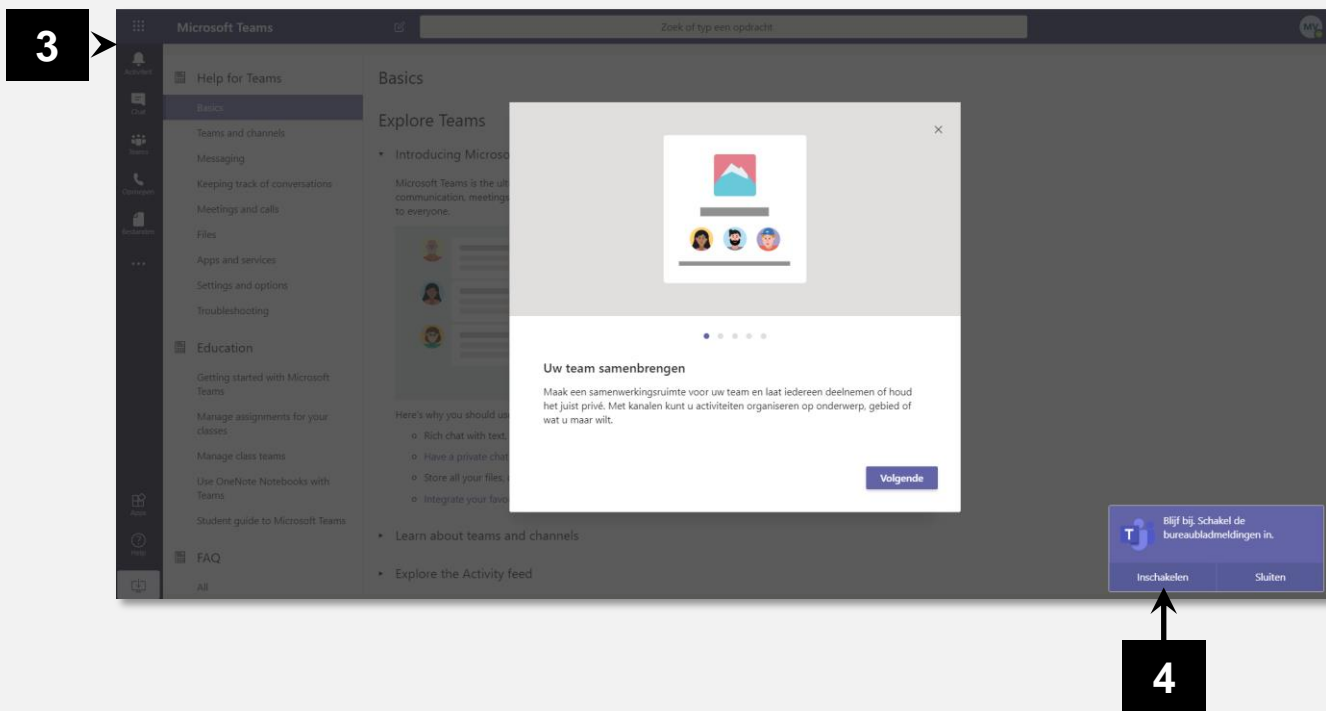 3
Microsoft Teams
Zoek of typ een opdracht
MV
Activiteit
Chat
Teams
Bestanden
Apps
Help
Help for Teams
Basics
Teams and channels
Messaging
Keeping track of conversations
Meetings and calls
Files
Apps and services
Settings and options
Troubleshooting
Education
Getting started with Microsoft
Teams
Manage assignments for your
classes
Manage class teams
Use OneNote Notebooks with
Teams
Student guide to Microsoft Teams
FAQ
All
Basics
Explore Teams
Introducing Microso
Microsoft Teams is the ult
communication, meetings
to everyone.
Here's why you should us
Rich chat with text,
Have a private chat
Store all your files,
Integrate your favo
Learn about teams and channels
Explore the Activity feed
Uw team samenbrengen
Maak een samenwerkingsruimte voor uw team en laat iedereen deelnemen of houd
het juist privé. Met kanalen kunt u activiteiten organiseren op onderwerp, gebied of
wat u maar wilt.
Volgende
Blijf bij. Schakel de
bureaubladmeldingen in.
Inschakelen
Sluiten
T
4